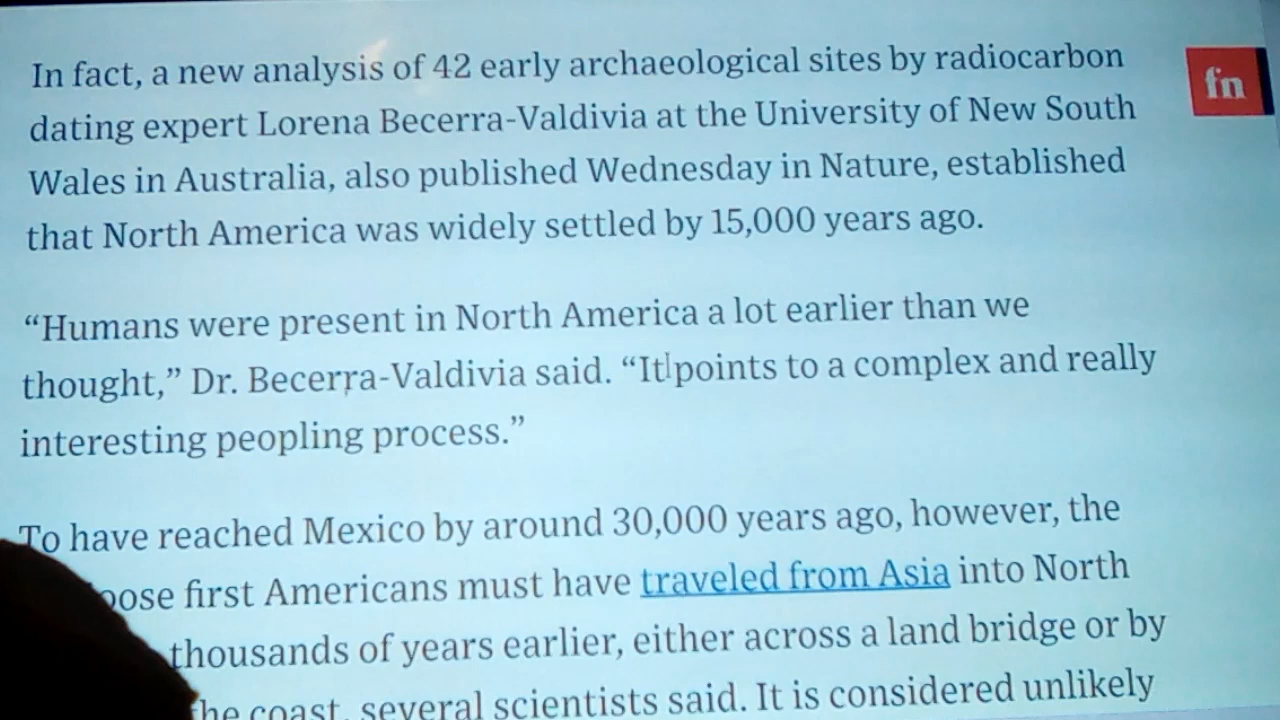 In fact, a new analysis of 42 early archaeological sites by radiocarbon
dating expert Lorena Becerra-Valdivia at the University of New South
Wales in Australia, also published Wednesday in Nature, established
that North America was widely settled by 15,000 years ago.
“Humans were present in North America a lot earlier than we
thought,” Dr. Becerra-Valdivia said. “It points to a complex and really
interesting peopling process.”
To have reached Mexico by around 30,000 years ago, however, the
first Americans must have traveled from Asia into North
thousands of years earlier, either across a land bridge or by
coast, several scientists said. It is considered unlikely
fn